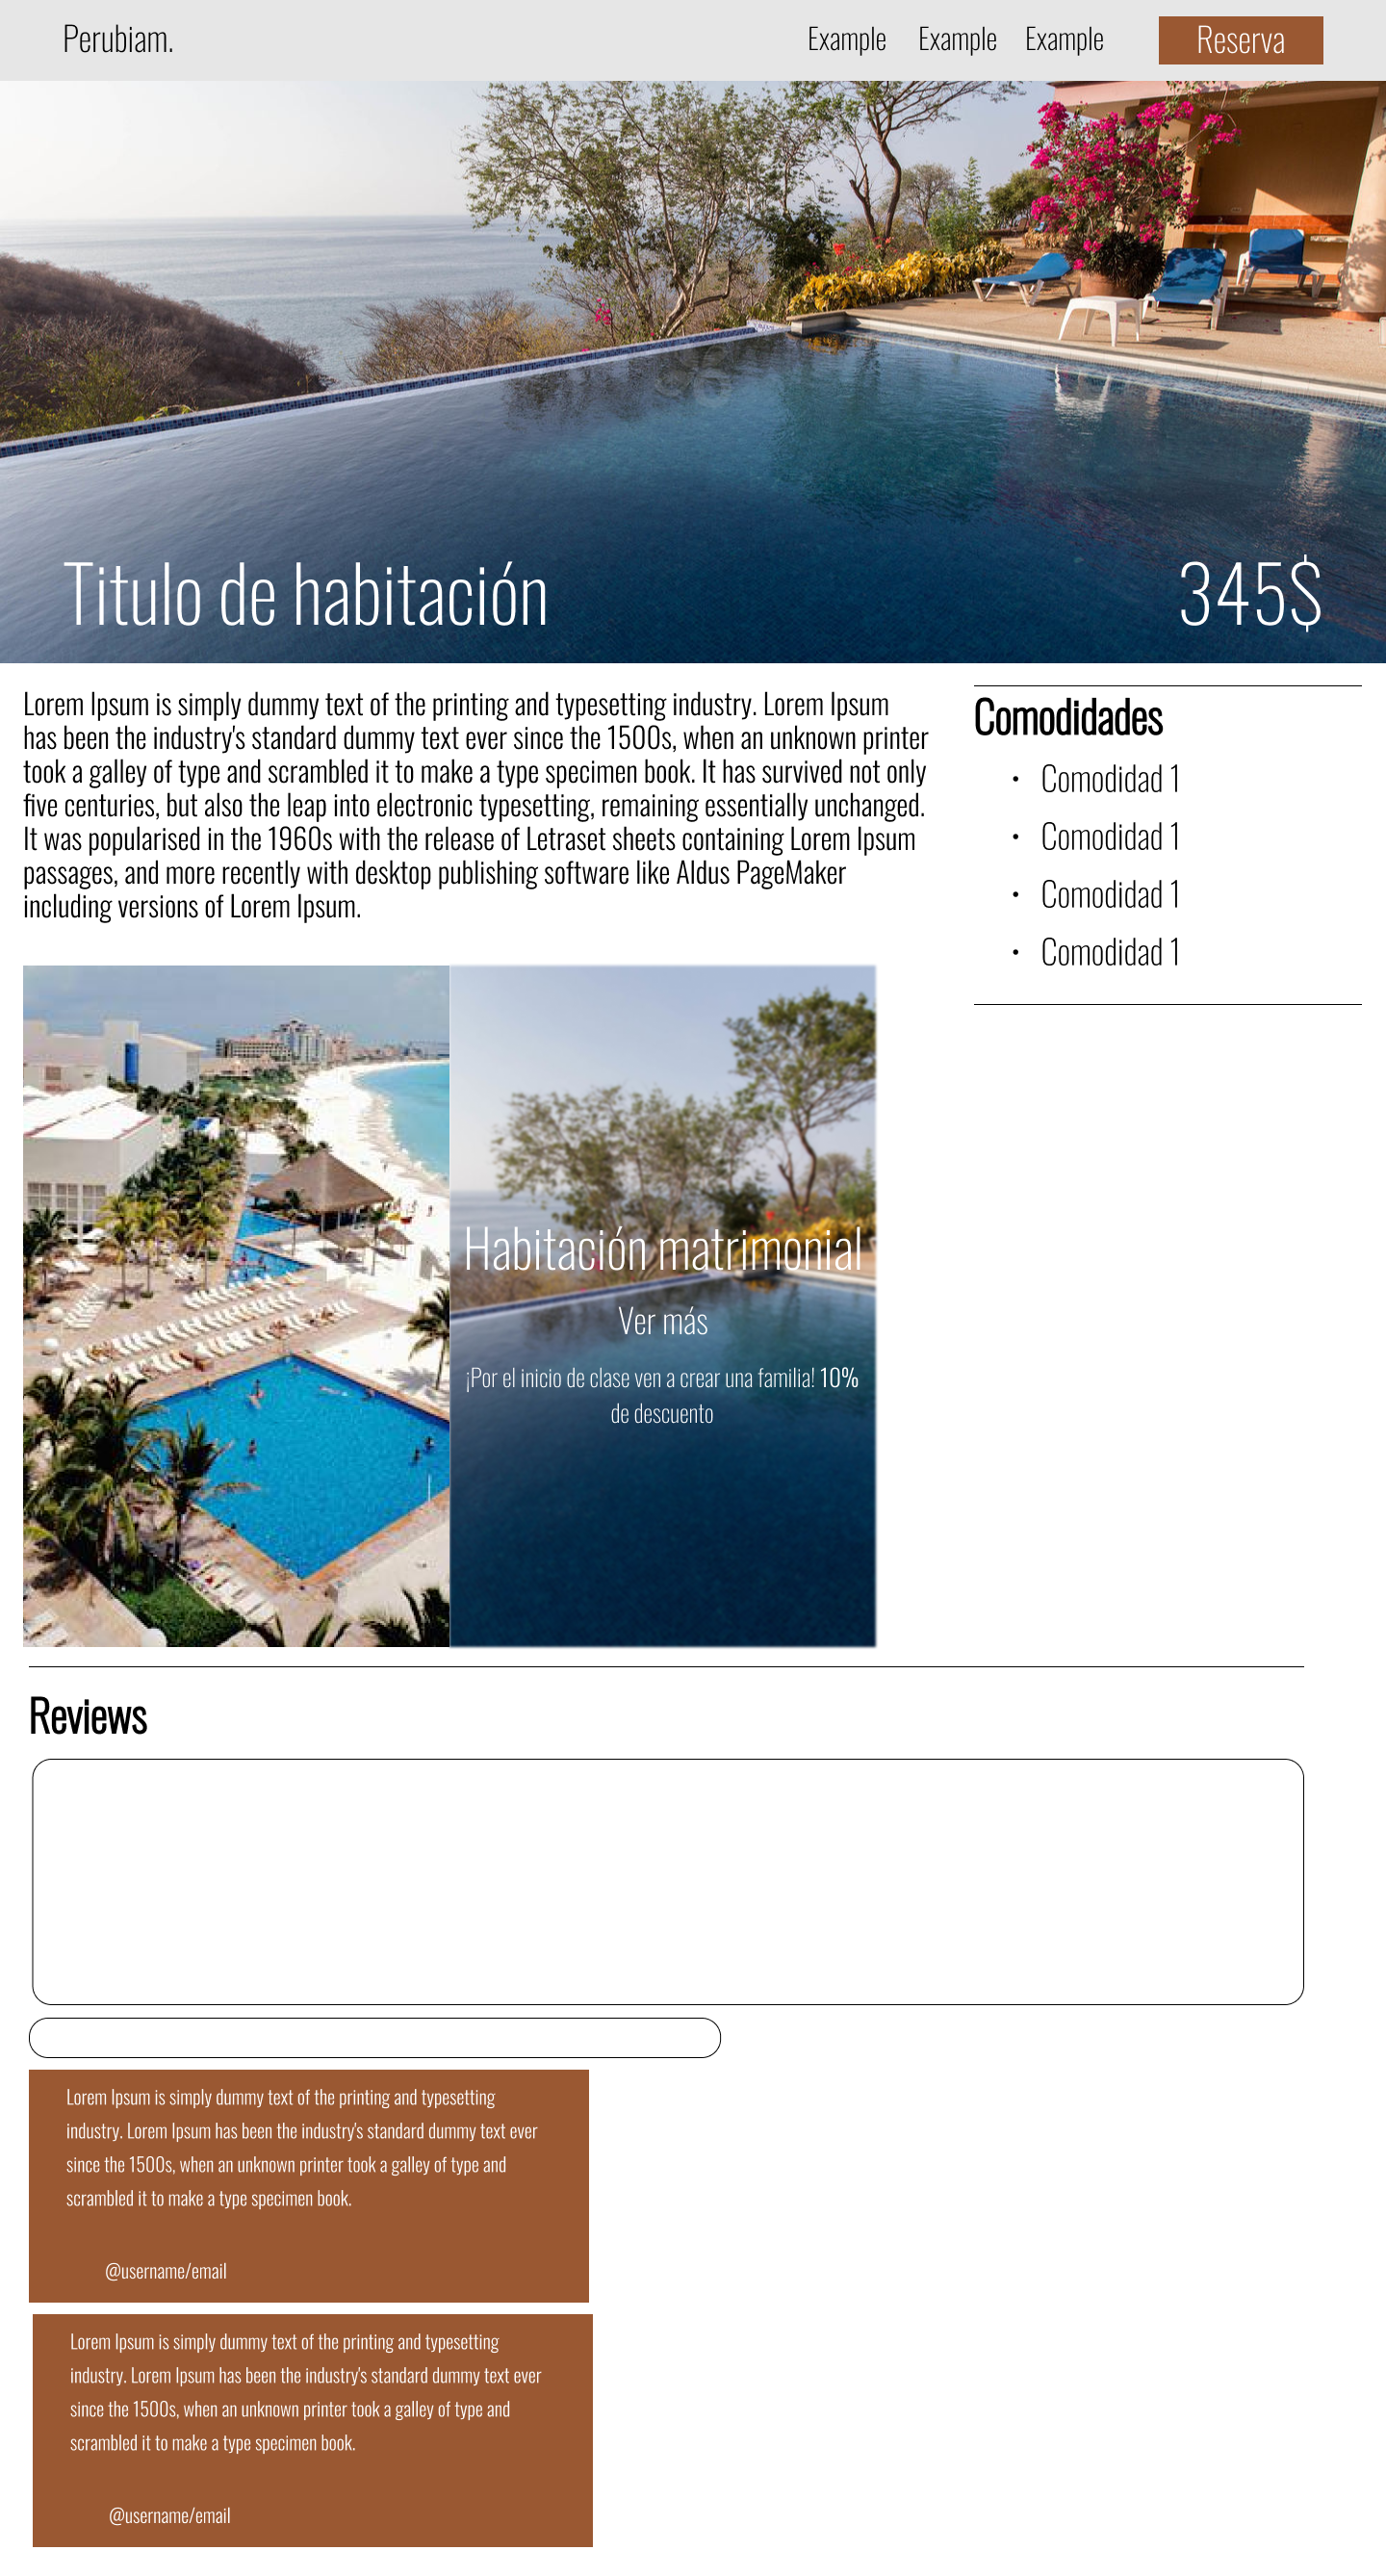 Perubiam.
Example Example Example Reserva
Titulo de habitación 345$
Lorem Ipsum is simply dummy text of the printing and typesetting industry. Lorem Ipsum
has been the industry's standard dummy text ever since the 1500s, when an unknown printer
took a galley of type and scrambled it to make a type specimen book. It has survived not only
five centuries, but also the leap into electronic typesetting, remaining essentially unchanged.
It was popularised in the 1960s with the release of Letraset sheets containing Lorem Ipsum
passages, and more recently with desktop publishing software like Aldus PageMaker
including versions of Lorem Ipsum.
Comodidades
• Comodidad 1
• Comodidad 1
• Comodidad 1
• Comodidad 1
Habitación matrimonial
Ver más
¡Por el inicio de clase ven a crear una familia! 10%
de descuento
Reviews
Lorem Ipsum is simply dummy text of the printing and typesetting
industry. Lorem Ipsum has been the industry's standard dummy text ever
since the 1500s, when an unknown printer took a galley of type and
scrambled it to make a type specimen book.
@username/email
Lorem Ipsum is simply dummy text of the printing and typesetting
industry. Lorem Ipsum has been the industry's standard dummy text ever
since the 1500s, when an unknown printer took a galley of type and
scrambled it to make a type specimen book.
@username/email